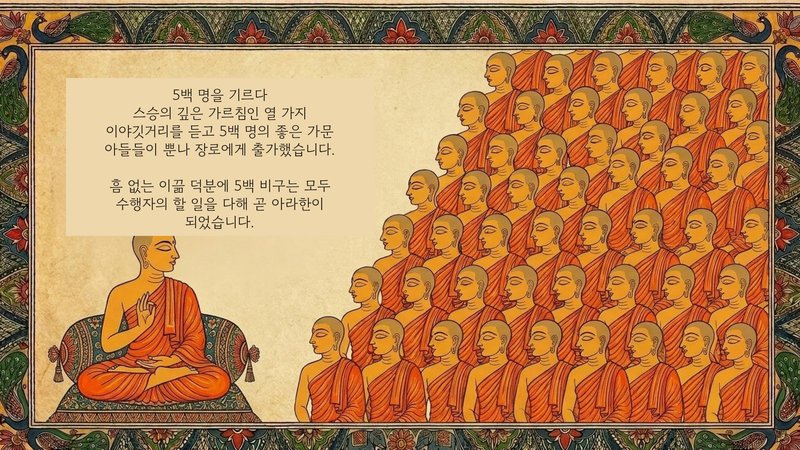 5백 명을 기르다
스승의 깊은 가르침인 열 가지
이야깃거리를 듣고 5백 명의 좋은 가문
아들들이 뿐나 장로에게 출가했습니다.
흠 없는 이끎 덕분에 5백 비구는 모두
수행자의 할 일을 다해 곧 아라한이
되었습니다.